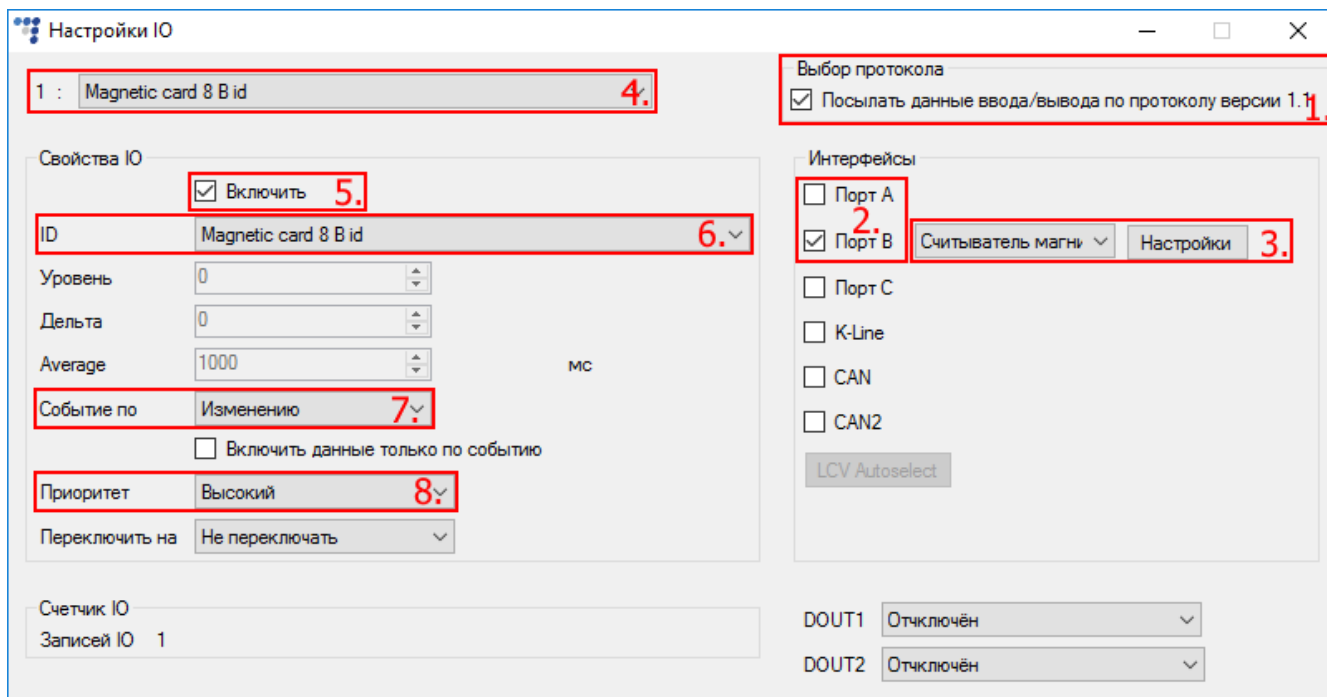 Настройки IO
1 : Magnetic card 8 B id 4.
Выбор протокола
Посылать данные ввода/вывода по протоколу версии 1.1 1.
Свойства IO
Включить 5.
ID Magnetic card 8 B id 6.
Уровень 0
Дельта 0
Average 1000 мс
Событие по Изменению 7.
Включить данные только по событию
Приоритет Высокий 8.
Переключить на Не переключать
Интерфейсы
Порт A
2.
Порт B Считыватель магни Настройки 3.
Порт C
K-Line
CAN
CAN2
LCV Autoselect
Счетчик IO
Записей IO 1
DOUT1 Отчключён
DOUT2 Отчключён